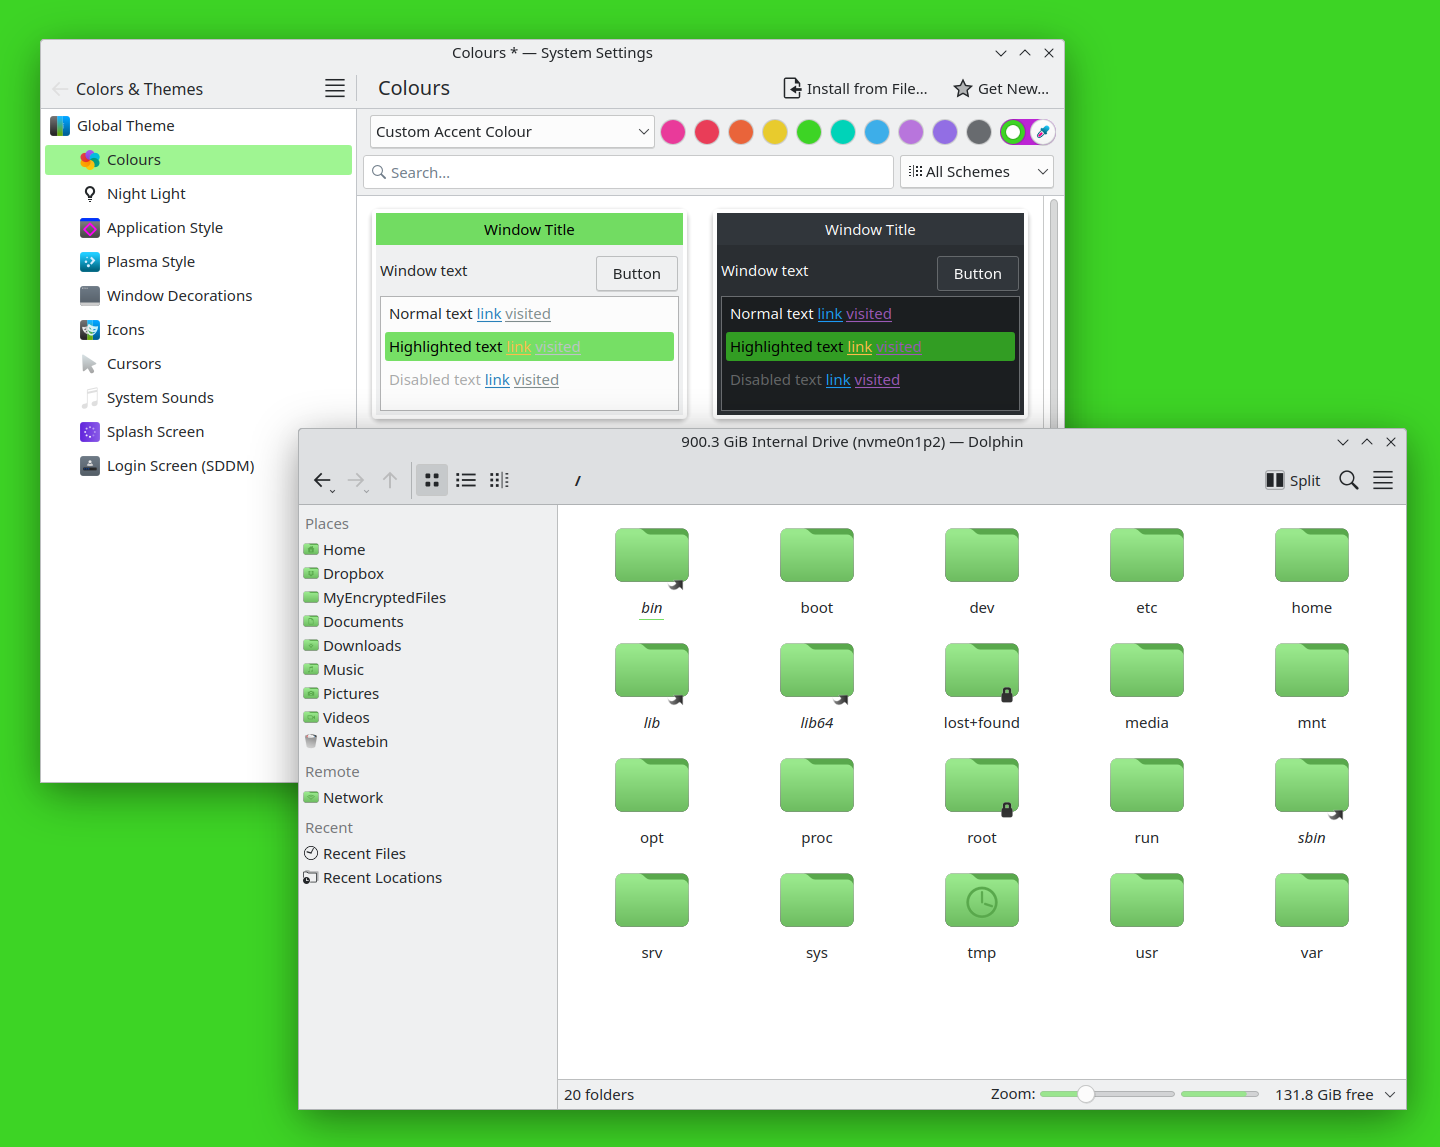 Colours * — System Settings
Colors & Themes
Colours
Install from File...
Get New...
Global Theme
Colours
Night Light
Application Style
Plasma Style
Window Decorations
Icons
Cursors
System Sounds
Splash Screen
Login Screen (SDDM)
Custom Accent Colour
Search...
All Schemes
Window Title
Window text
Button
Normal text link visited
Highlighted text link visited
Disabled text link visited
Window Title
Window text
Button
Normal text link visited
Highlighted text link visited
Disabled text link visited
900.3 GiB Internal Drive (nvme0n1p2) — Dolphin
/
Split
Places
Home
Dropbox
MyEncryptedFiles
Documents
Downloads
Music
Pictures
Videos
Wastebin
Remote
Network
Recent
Recent Files
Recent Locations
bin
boot
dev
etc
home
lib
lib64
lost+found
media
mnt
opt
proc
root
run
sbin
srv
sys
tmp
usr
var
20 folders
Zoom:
131.8 GiB free